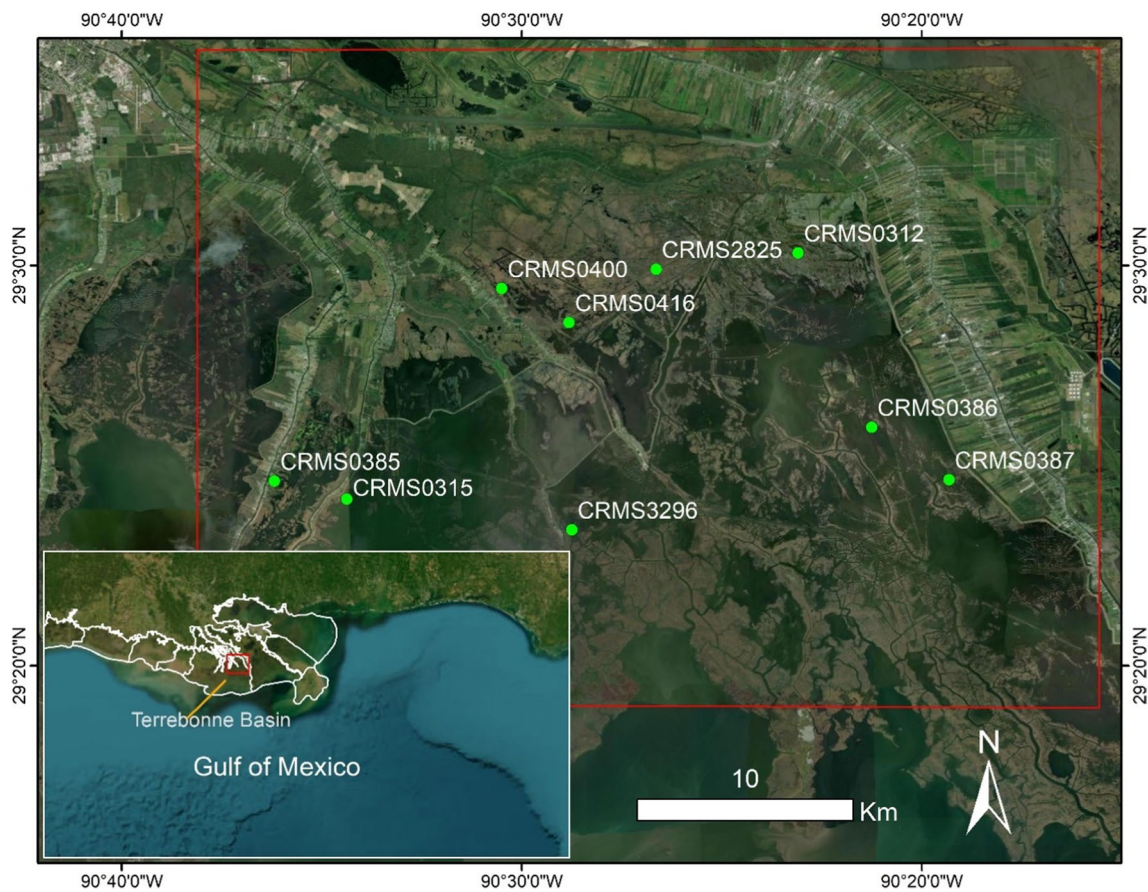 90°40'0"W
90°30'0"W
90°20'0"W
29°30'0"N
29°30'0"N
CRMS0312
CRMS2825
CRMS0400
CRMS0416
CRMS0386
CRMS0387
CRMS0385
CRMS0315
CRMS3296
29°20'0"N
29°20'0"N
Terrebonne Basin
Gulf of Mexico
N
10
Km
90°40'0"W
90°30'0"W
90°20'0"W